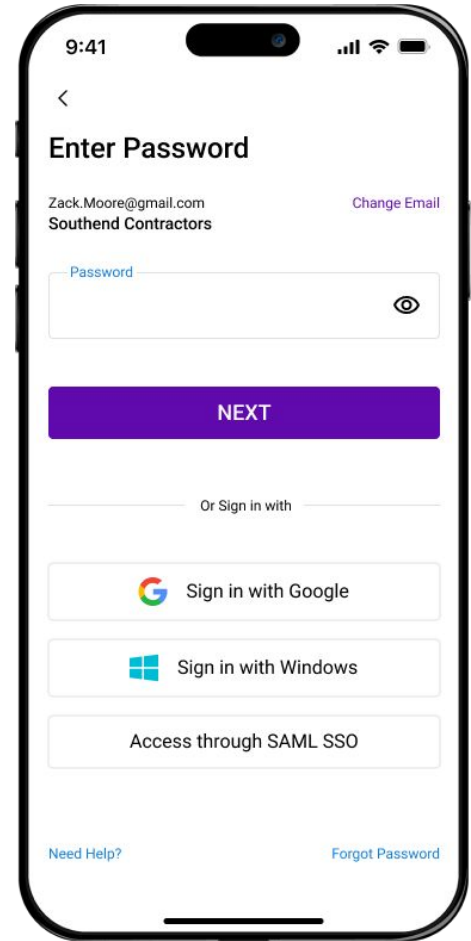 9:41
Enter Password
Zack.Moore@gmail.com Change Email
Southend Contractors
Password
NEXT
Or Sign in with
Sign in with Google
Sign in with Windows
Access through SAML SSO
Need Help? Forgot Password